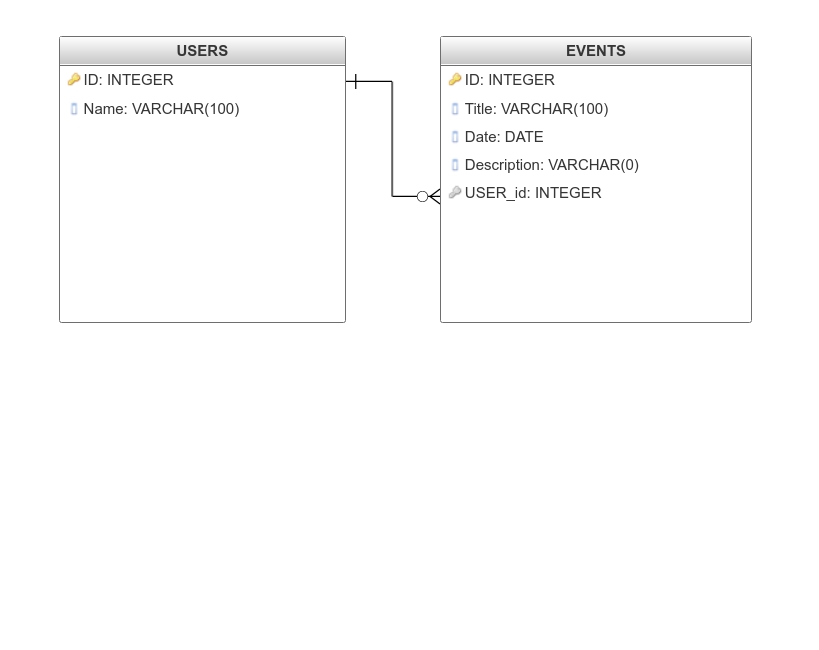 USERS
ID: INTEGER
Name: VARCHAR(100)
EVENTS
ID: INTEGER
Title: VARCHAR(100)
Date: DATE
Description: VARCHAR(0)
USER_id: INTEGER